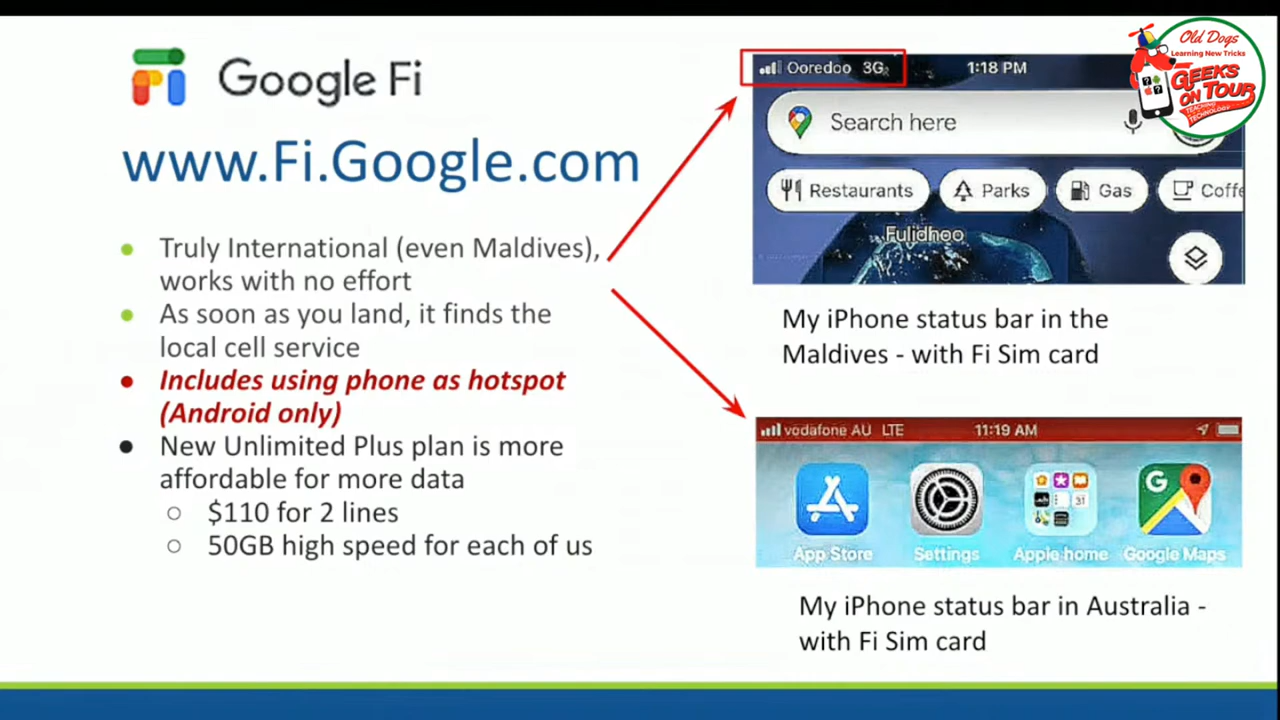 Google Fi
www.Fi.Google.com
Truly International (even Maldives),
works with no effort
As soon as you land, it finds the
local cell service
Includes using phone as hotspot
(Android only)
New Unlimited Plus plan is more
affordable for more data
$110 for 2 lines
50GB high speed for each of us
Ooredoo 3G
1:18 PM
Search here
Restaurants
Parks
Gas
Coffe
Fulidhoo
My iPhone status bar in the
Maldives - with Fi Sim card
vodafone AU LTE
11:19 AM
App Store
Settings
Apple home
Google Maps
My iPhone status bar in Australia -
with Fi Sim card
Old Dogs
Learning New Tricks
GEEKS
ON TOUR
TEACHING
TECHNOLOGY